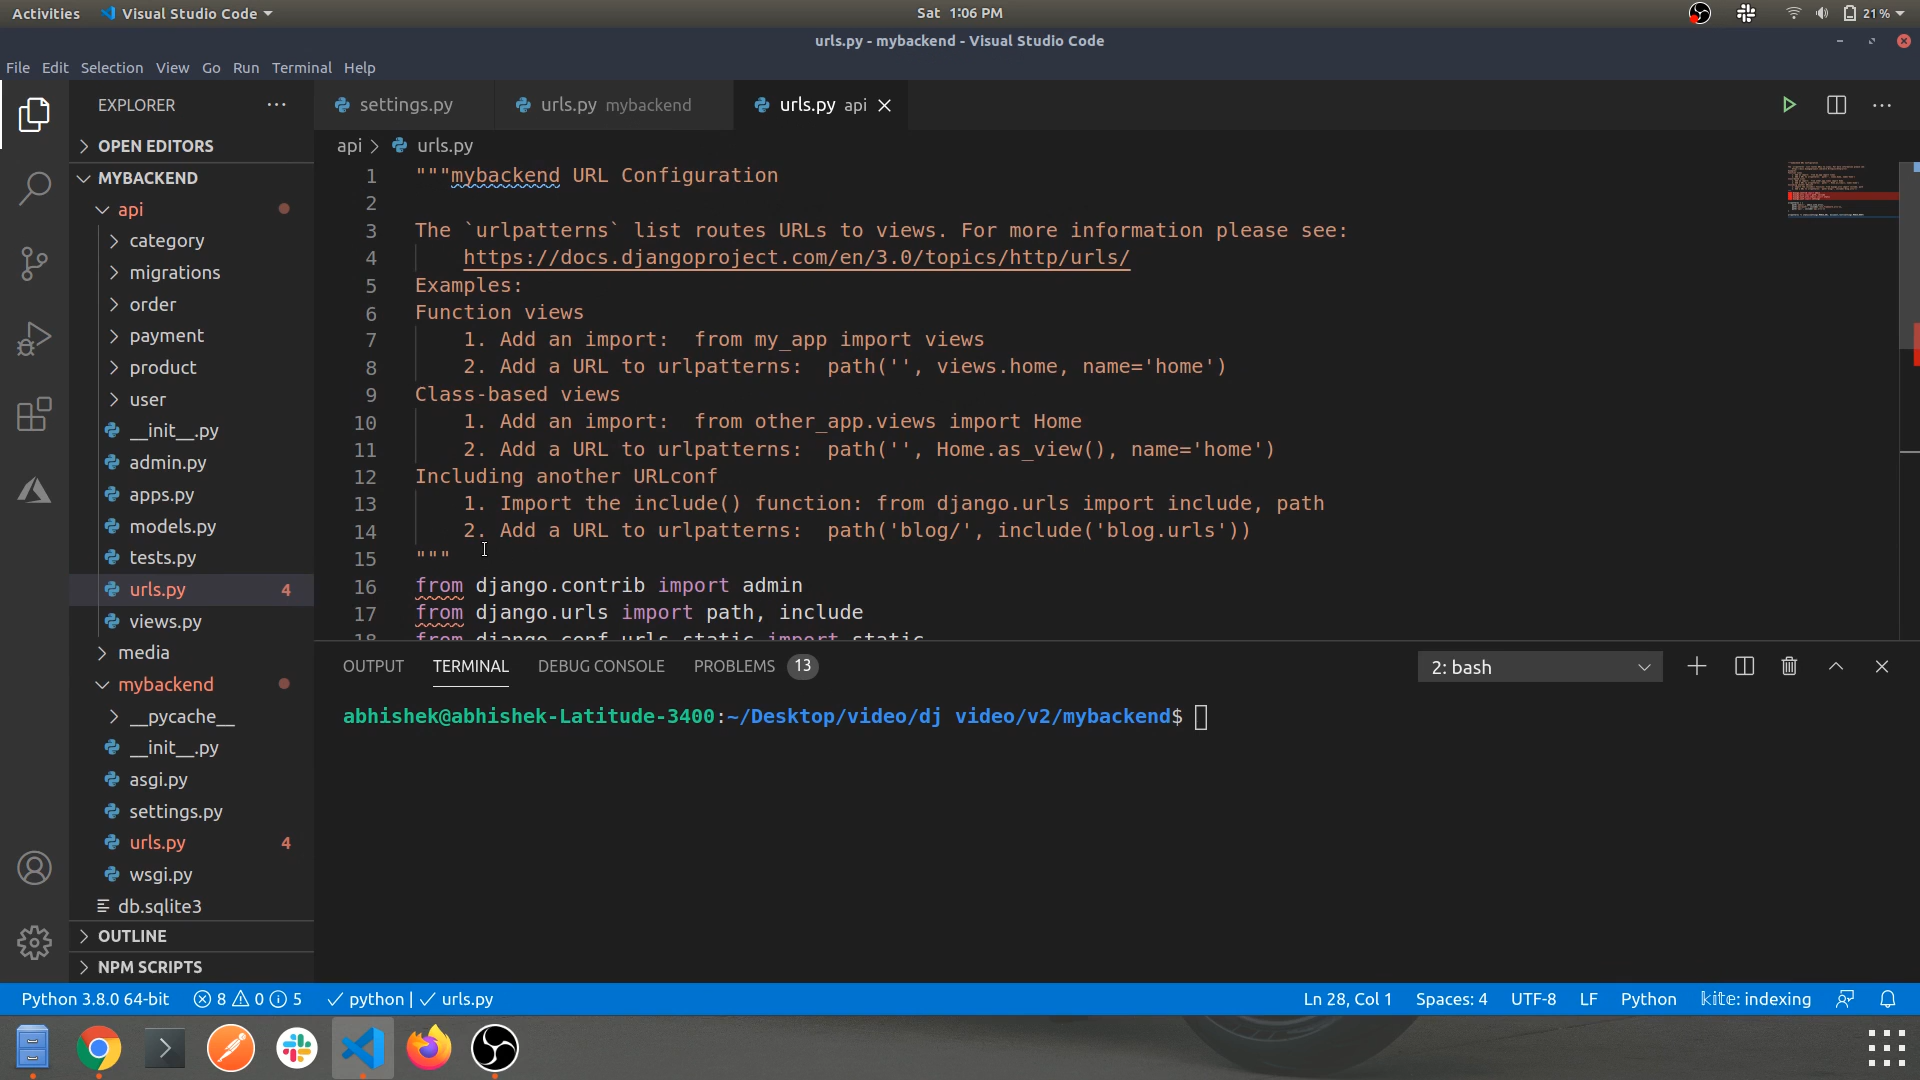 Activities
Visual Studio Code
Sat 1:06 PM
21%
urls.py - mybackend - Visual Studio Code
File Edit Selection View Go Run Terminal Help
EXPLORER
settings.py
urls.py mybackend
urls.py api
OPEN EDITORS
MYBACKEND
api
category
migrations
order
payment
product
user
__init__.py
admin.py
apps.py
models.py
tests.py
urls.py 4
views.py
media
mybackend
__pycache__
__init__.py
asgi.py
settings.py
urls.py 4
wsgi.py
db.sqlite3
OUTLINE
NPM SCRIPTS
api > urls.py
1 """mybackend URL Configuration
2
3 The `urlpatterns` list routes URLs to views. For more information please see:
4 https://docs.djangoproject.com/en/3.0/topics/http/urls/
5 Examples:
6 Function views
7 1. Add an import:  from my_app import views
8 2. Add a URL to urlpatterns:  path('', views.home, name='home')
9 Class-based views
10 1. Add an import:  from other_app.views import Home
11 2. Add a URL to urlpatterns:  path('', Home.as_view(), name='home')
12 Including another URLconf
13 1. Import the include() function: from django.urls import include, path
14 2. Add a URL to urlpatterns:  path('blog/', include('blog.urls'))
15 """
16 from django.contrib import admin
17 from django.urls import path, include
18 from django.conf.urls.static import static
OUTPUT TERMINAL DEBUG CONSOLE PROBLEMS 13
2: bash
abhishek@abhishek-Latitude-3400:~/Desktop/video/dj video/v2/mybackend$
Python 3.8.0 64-bit
8 0 5
python | urls.py
Ln 28, Col 1
Spaces: 4
UTF-8
LF
Python
kite: indexing